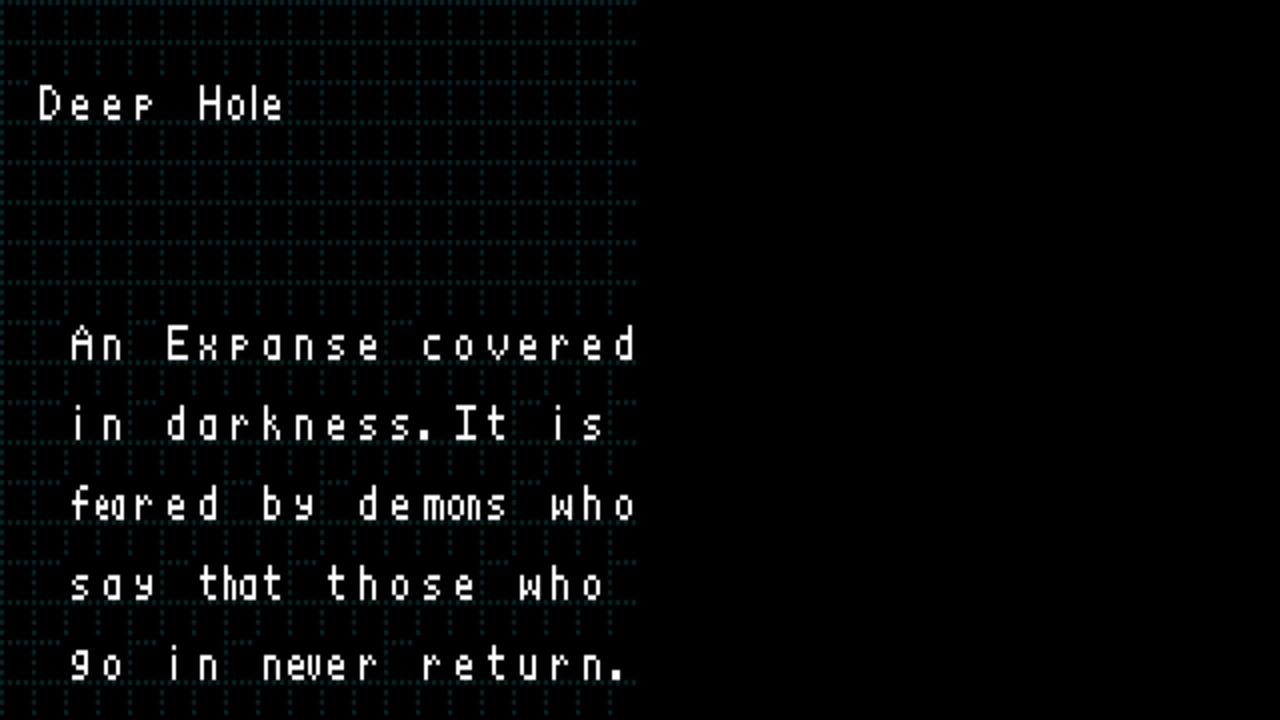 Deep Hole
An Expanse covered
in darkness. It is
feared by demons who
say that those who
go in never return.